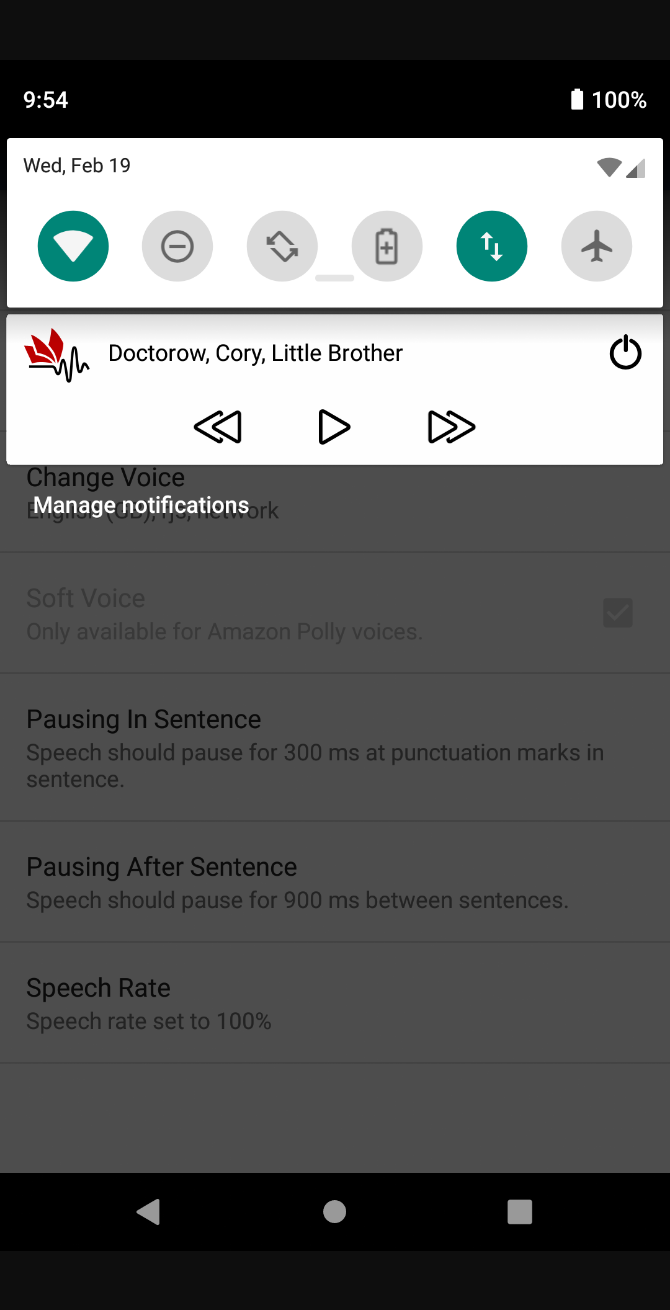 9:54
100%
Wed, Feb 19
Doctorow, Cory, Little Brother
Change Voice
Manage notifications
English (GB), rjs, network
Soft Voice
Only available for Amazon Polly voices.
Pausing In Sentence
Speech should pause for 300 ms at punctuation marks in
sentence.
Pausing After Sentence
Speech should pause for 900 ms between sentences.
Speech Rate
Speech rate set to 100%